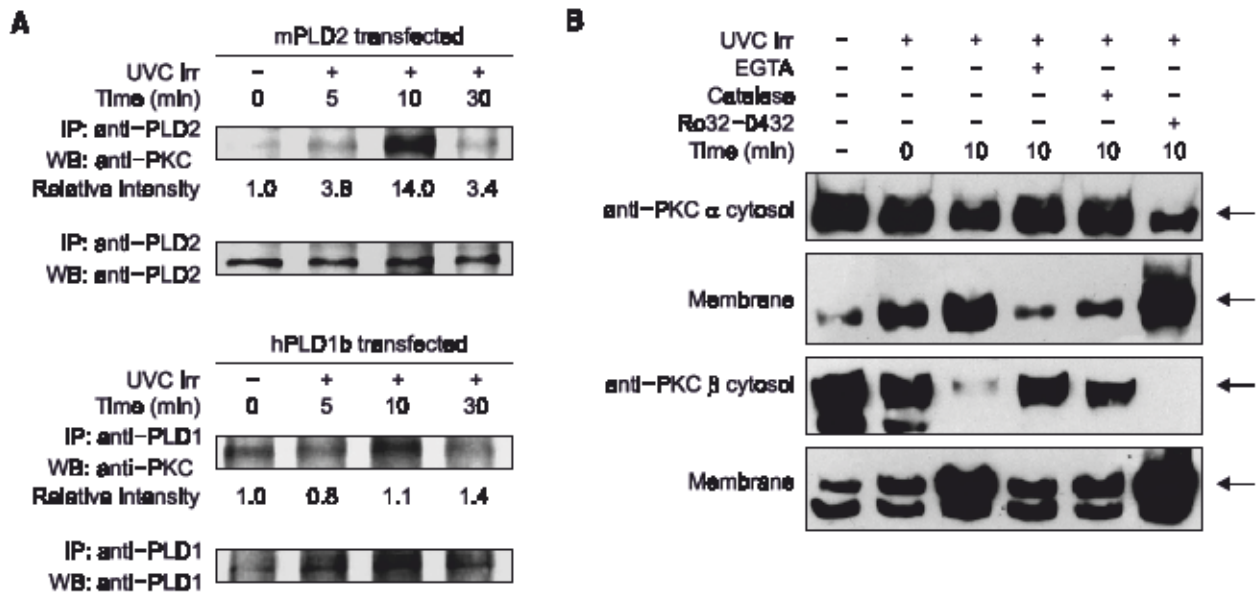 A
mPLD2 transfected
UVC Irr − + + +
Time (min) 0 5 10 30
IP: anti−PLD2
WB: anti−PKC
Relative Intensity 1.0 3.8 14.0 3.4
IP: anti−PLD2
WB: anti−PLD2
hPLD1b transfected
UVC Irr − + + +
Time (min) 0 5 10 30
IP: anti−PLD1
WB: anti−PKC
Relative Intensity 1.0 0.8 1.1 1.4
IP: anti−PLD1
WB: anti−PLD1
B
UVC Irr − + + + + +
EGTA − − − + − −
Catalase − − − − + −
Ro32−0432 − − − − − +
Time (min) − 0 10 10 10 10
anti−PKC α cytosol
Membrane
anti−PKC β cytosol
Membrane